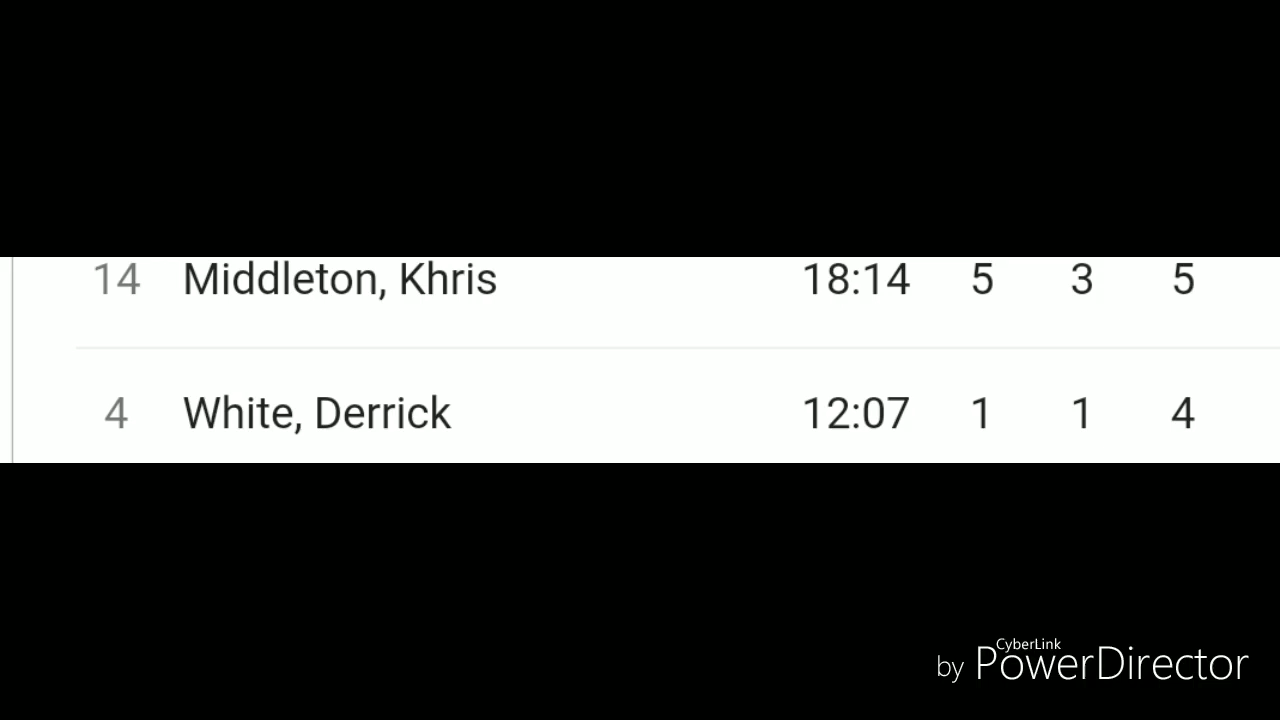 14 Middleton, Khris 18:14 5 3 5
4 White, Derrick 12:07 1 1 4
CyberLink
by PowerDirector